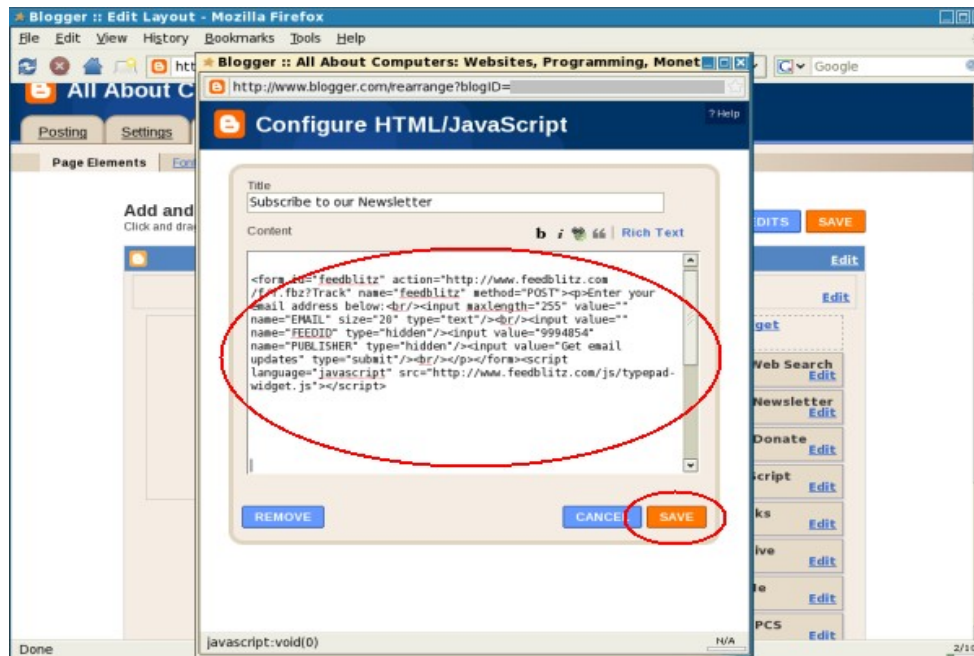 Blogger :: Edit Layout - Mozilla Firefox
File Edit View History Bookmarks Tools Help
htt
Google
All About C
Posting Settings
Page Elements Font
Add and
Click and dra
EDITS SAVE
Edit
Edit
get
Web Search
Edit
Newsletter
Edit
Donate
Edit
Script
Edit
ks
Edit
ive
Edit
le
Edit
PCS
Edit
Blogger :: All About Computers: Websites, Programming, Monet
http://www.blogger.com/rearrange?blogID=
Configure HTML/JavaScript
? Help
Title
Subscribe to our Newsletter
Content
b i “ | Rich Text
<form id="feedblitz" action="http://www.feedblitz.com
/f/f.fbz?Track" name="feedblitz" method="POST"><p>Enter your
email address below:<br/><input maxlength="255" value=""
name="EMAIL" size="20" type="text"/><br/><input value=""
name="FEEDID" type="hidden"/><input value="9994854"
name="PUBLISHER" type="hidden"/><input value="Get email
updates" type="submit"/><br/></p></form><script
language="javascript" src="http://www.feedblitz.com/js/typepad-
widget.js"></script>
REMOVE CANCEL SAVE
javascript:void(0) N/A
Done